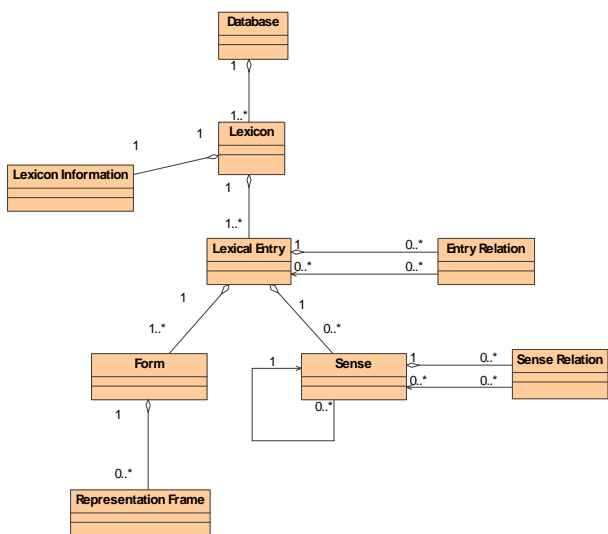 Database
1
1..*
Lexicon
1
1
Lexicon Information
1
1..*
Lexical Entry
1
0..*
Entry Relation
0..*
0..*
1
1
1..*
0..*
Form
Sense
1
1
0..*
Sense Relation
0..*
0..*
0..*
1
0..*
Representation Frame